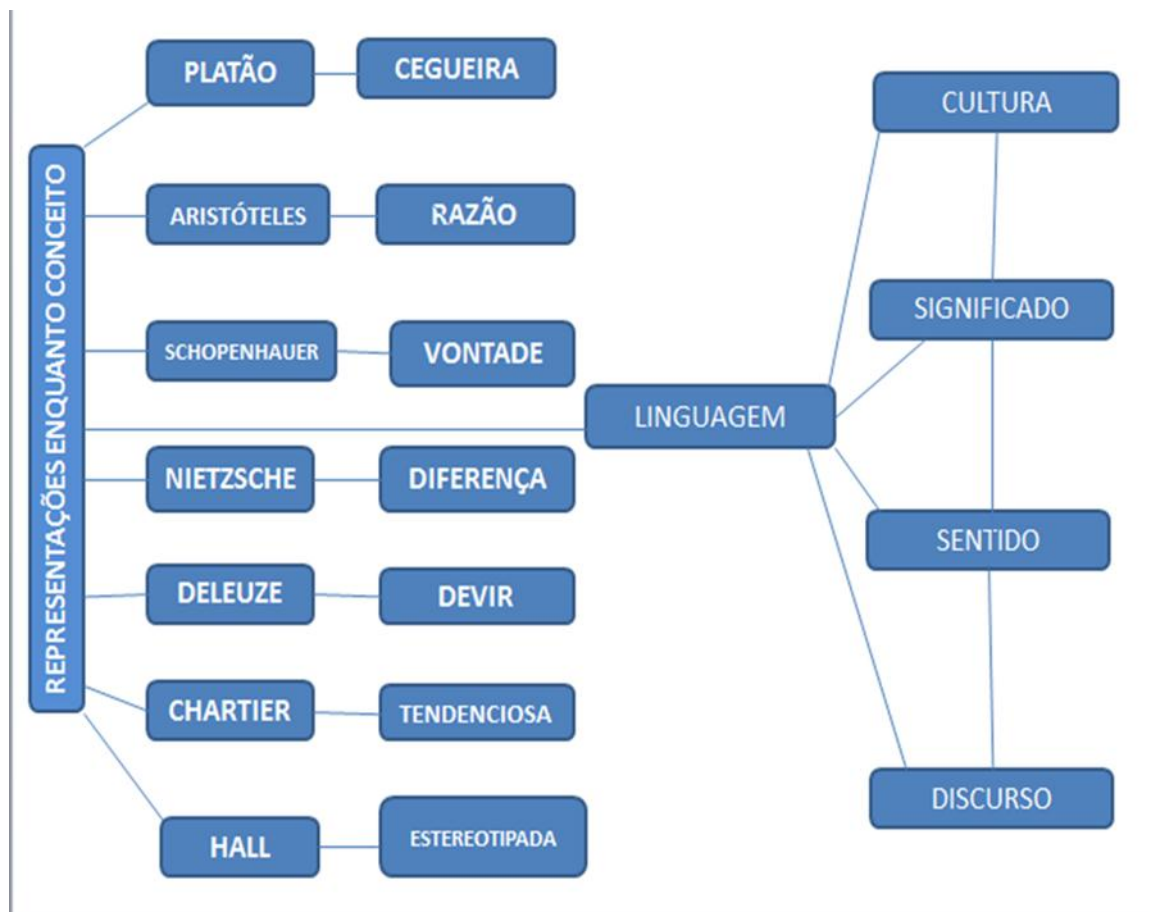 REPRESENTAÇÕES ENQUANTO CONCEITO
PLATÃO
CEGUEIRA
ARISTÓTELES
RAZÃO
SCHOPENHAUER
VONTADE
NIETZSCHE
DIFERENÇA
DELEUZE
DEVIR
CHARTIER
TENDENCIOSA
HALL
ESTEREOTIPADA
LINGUAGEM
CULTURA
SIGNIFICADO
SENTIDO
DISCURSO